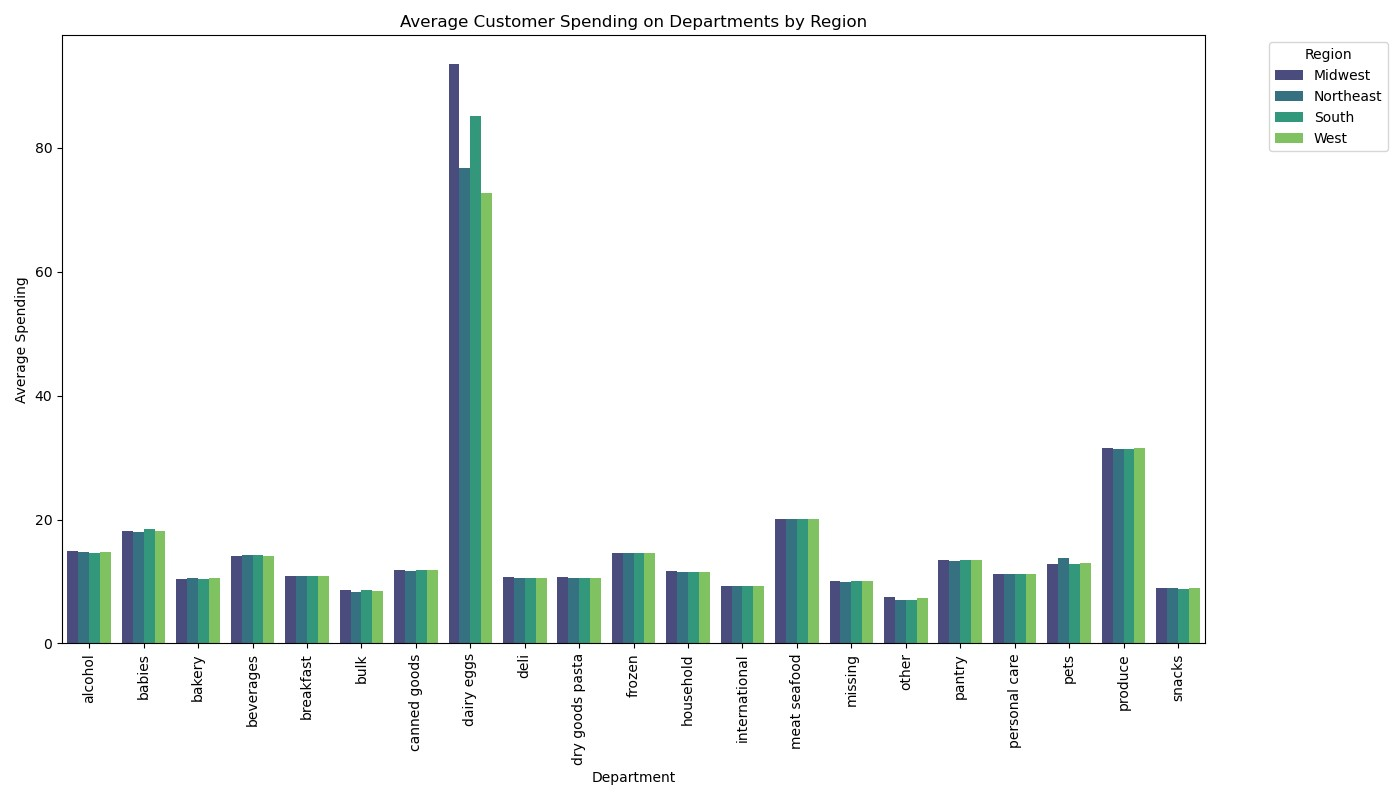 Average Customer Spending on Departments by Region
Region
Midwest
Northeast
South
West
Average Spending
80
60
40
20
0
alcohol
babies
bakery
beverages
breakfast
bulk
canned goods
dairy eggs
deli
dry goods pasta
frozen
household
international
meat seafood
missing
other
pantry
personal care
pets
produce
snacks
Department